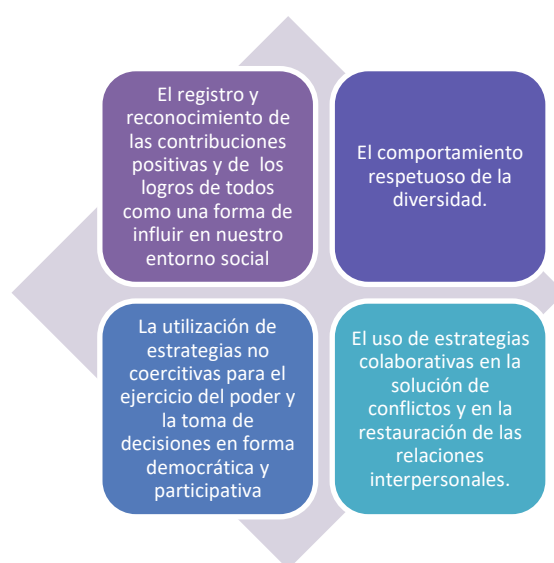 El registro y
reconocimiento de
las contribuciones
positivas y de  los
logros de todos
como una forma de
influir en nuestro
entorno social
El comportamiento
respetuoso de la
diversidad.
La utilización de
estrategias no
coercitivas para el
ejercicio del poder y
la toma de
decisiones en forma
democrática y
participativa
El uso de estrategias
colaborativas en la
solución de
conflictos y en la
restauración de las
relaciones
interpersonales.